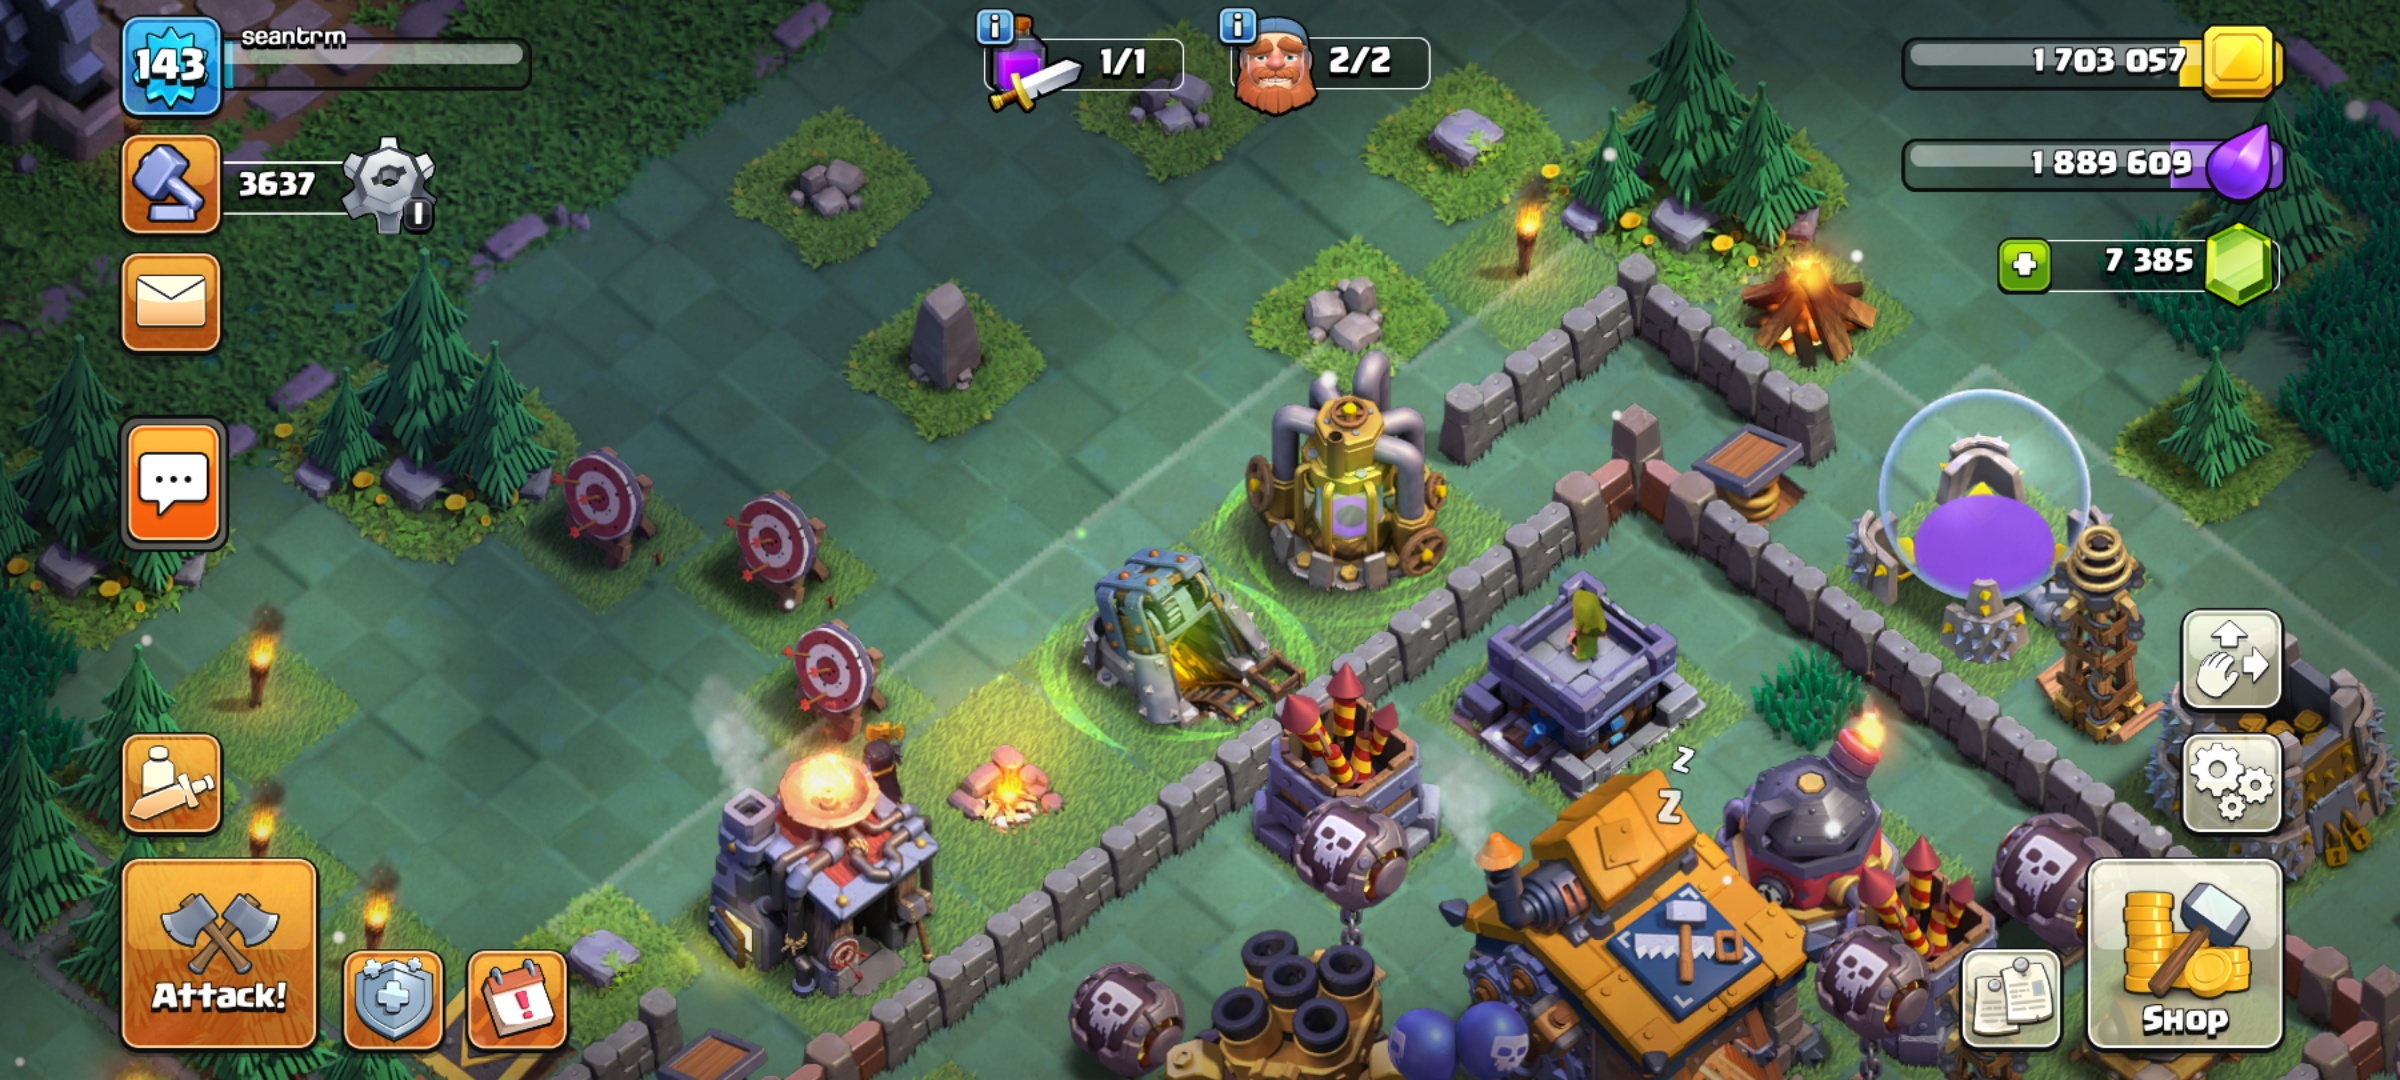 143
seantrm
1/1
2/2
1 703 057
3637
I
1 889 609
7 385
Z
Z
Attack!
Shop